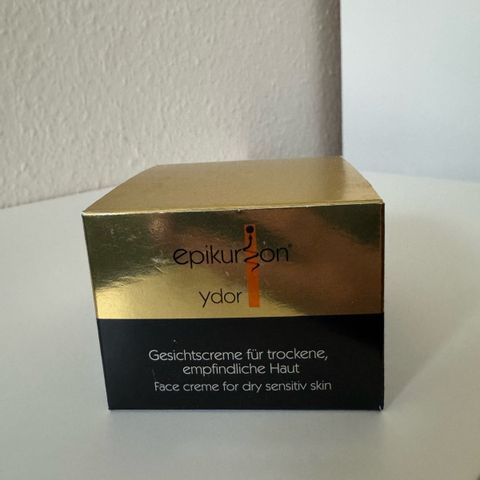 epikurion®
ydor
Gesichtscreme für trockene,
empfindliche Haut
Face creme for dry sensitiv skin